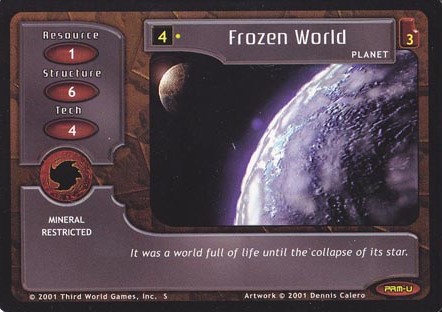 Resource
1
Structure
6
Tech
4
MINERAL
RESTRICTED
4
Frozen World
3
PLANET
It was a world full of life until the collapse of its star.
© 2001 Third World Games, Inc. S
Artwork © 2001 Dennis Calero
PRM-U